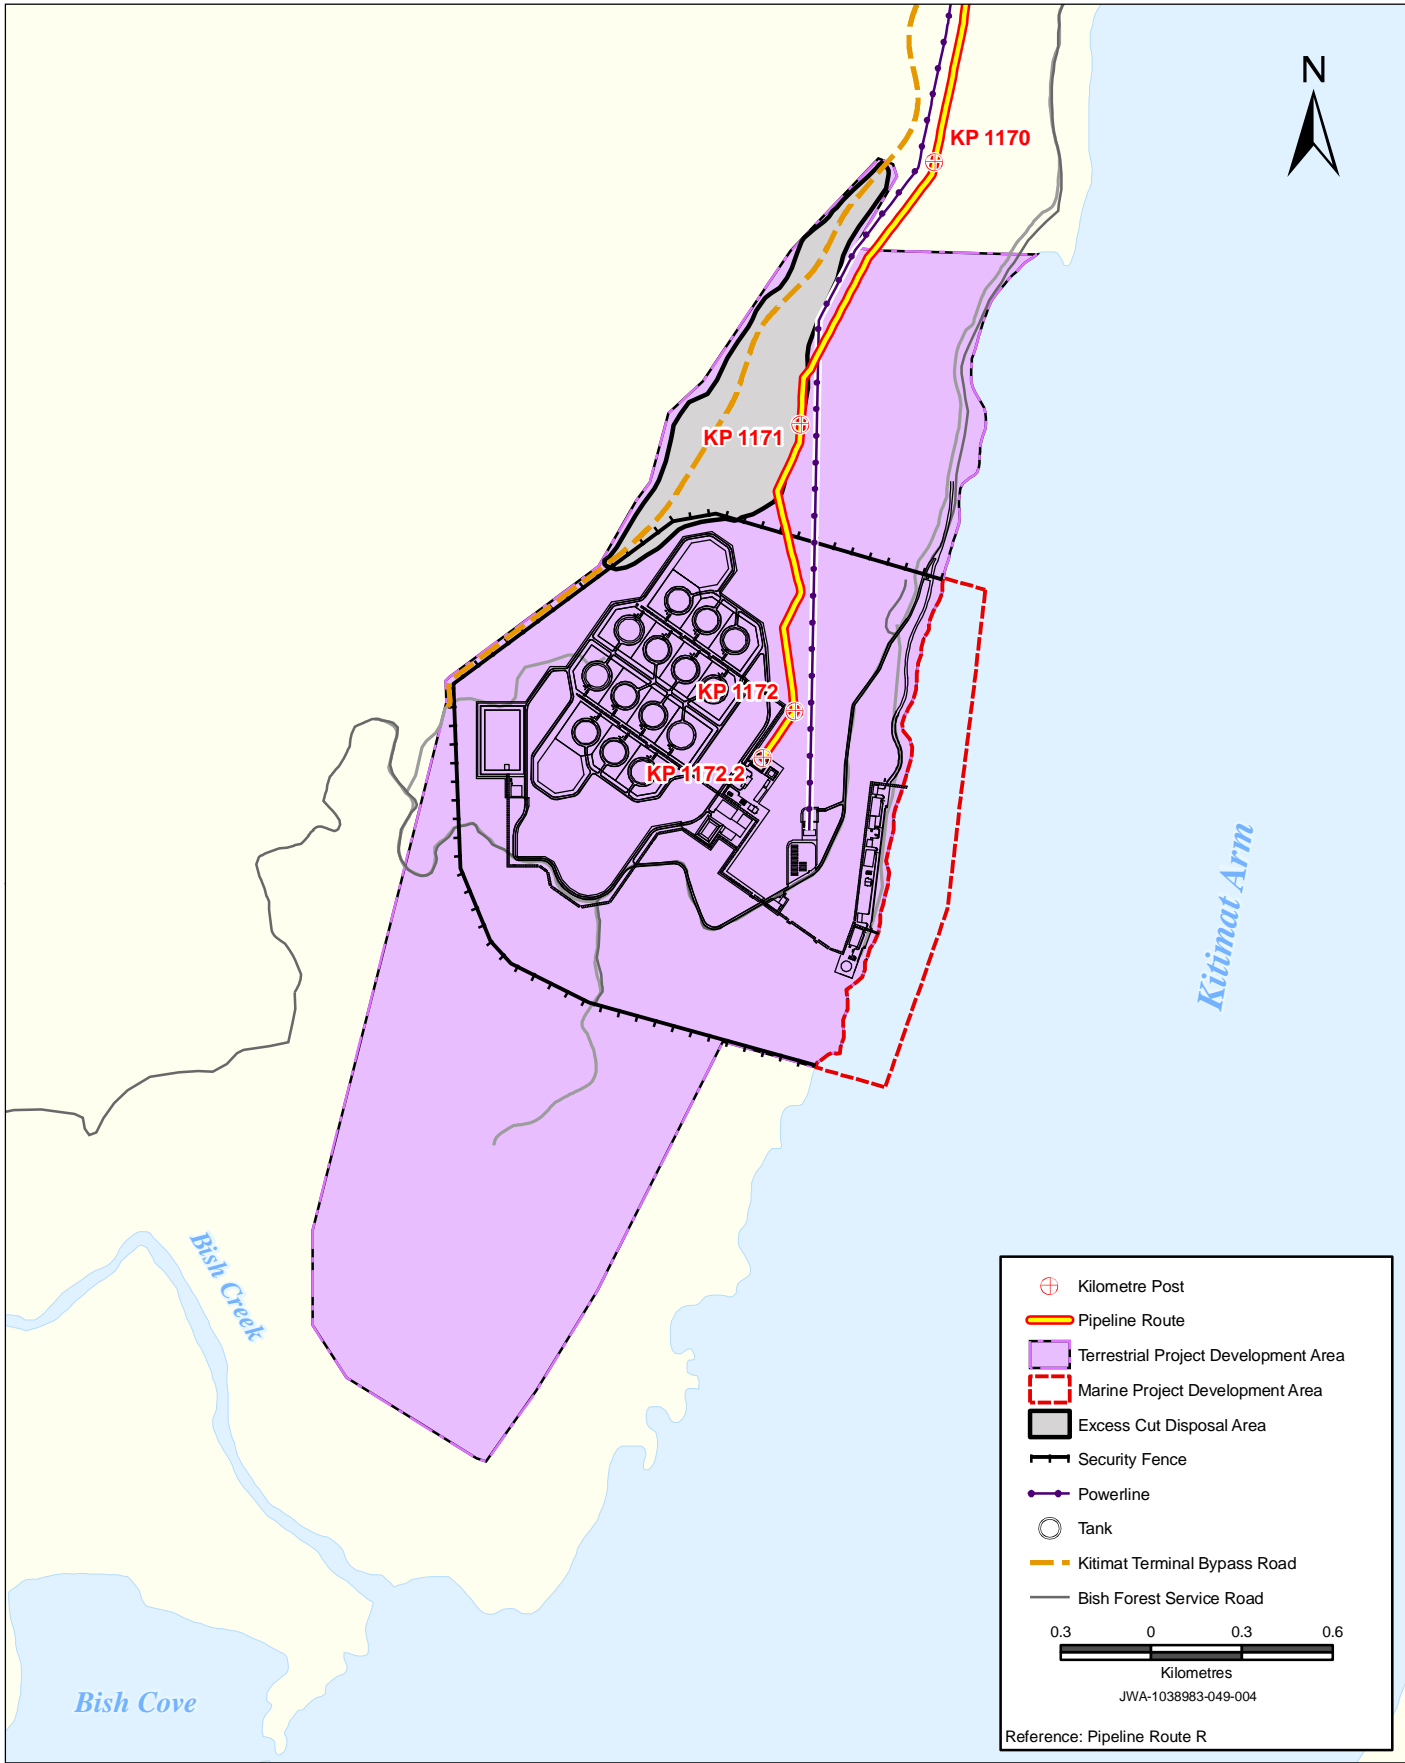 N
KP 1170
KP 1171
KP 1172
KP 1172.2
Kitimat Arm
Bish Creek
Bish Cove
Kilometre Post
Pipeline Route
Terrestrial Project Development Area
Marine Project Development Area
Excess Cut Disposal Area
Security Fence
Powerline
Tank
Kitimat Terminal Bypass Road
Bish Forest Service Road
0.3 0 0.3 0.6
Kilometres
JWA-1038983-049-004
Reference: Pipeline Route R